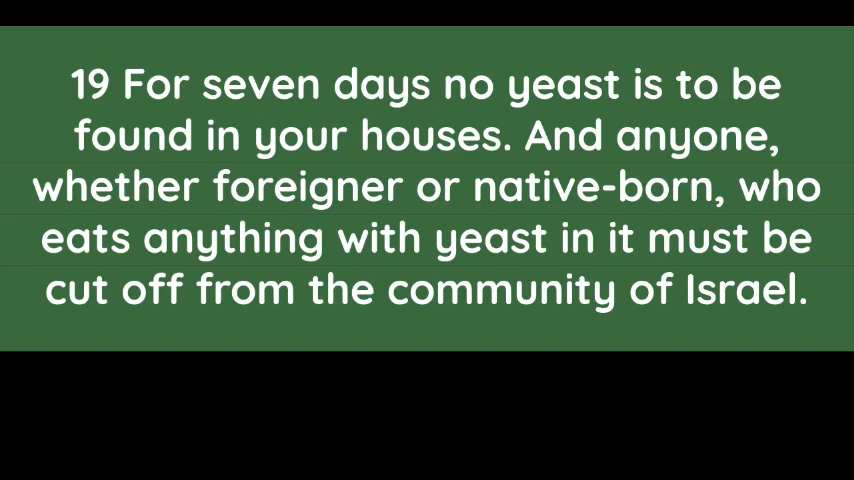 19 For seven days no yeast is to be
found in your houses. And anyone,
whether foreigner or native-born, who
eats anything with yeast in it must be
cut off from the community of Israel.